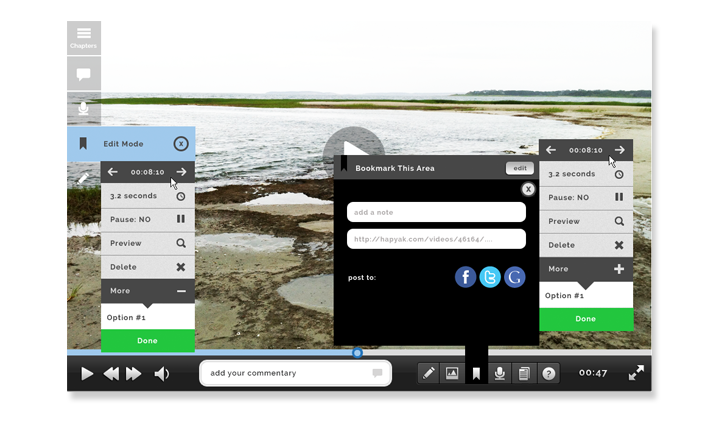 Chapters
Edit Mode
x
00:08:10
3.2 seconds
Pause: NO
Preview
Delete
More
Option #1
Done
Bookmark This Area
edit
x
add a note
http://hapyak.com/videos/46164/...
post to:
f
t
G
00:08:10
3.2 seconds
Pause: NO
Preview
Delete
More
Option #1
Done
add your commentary
?
00:47